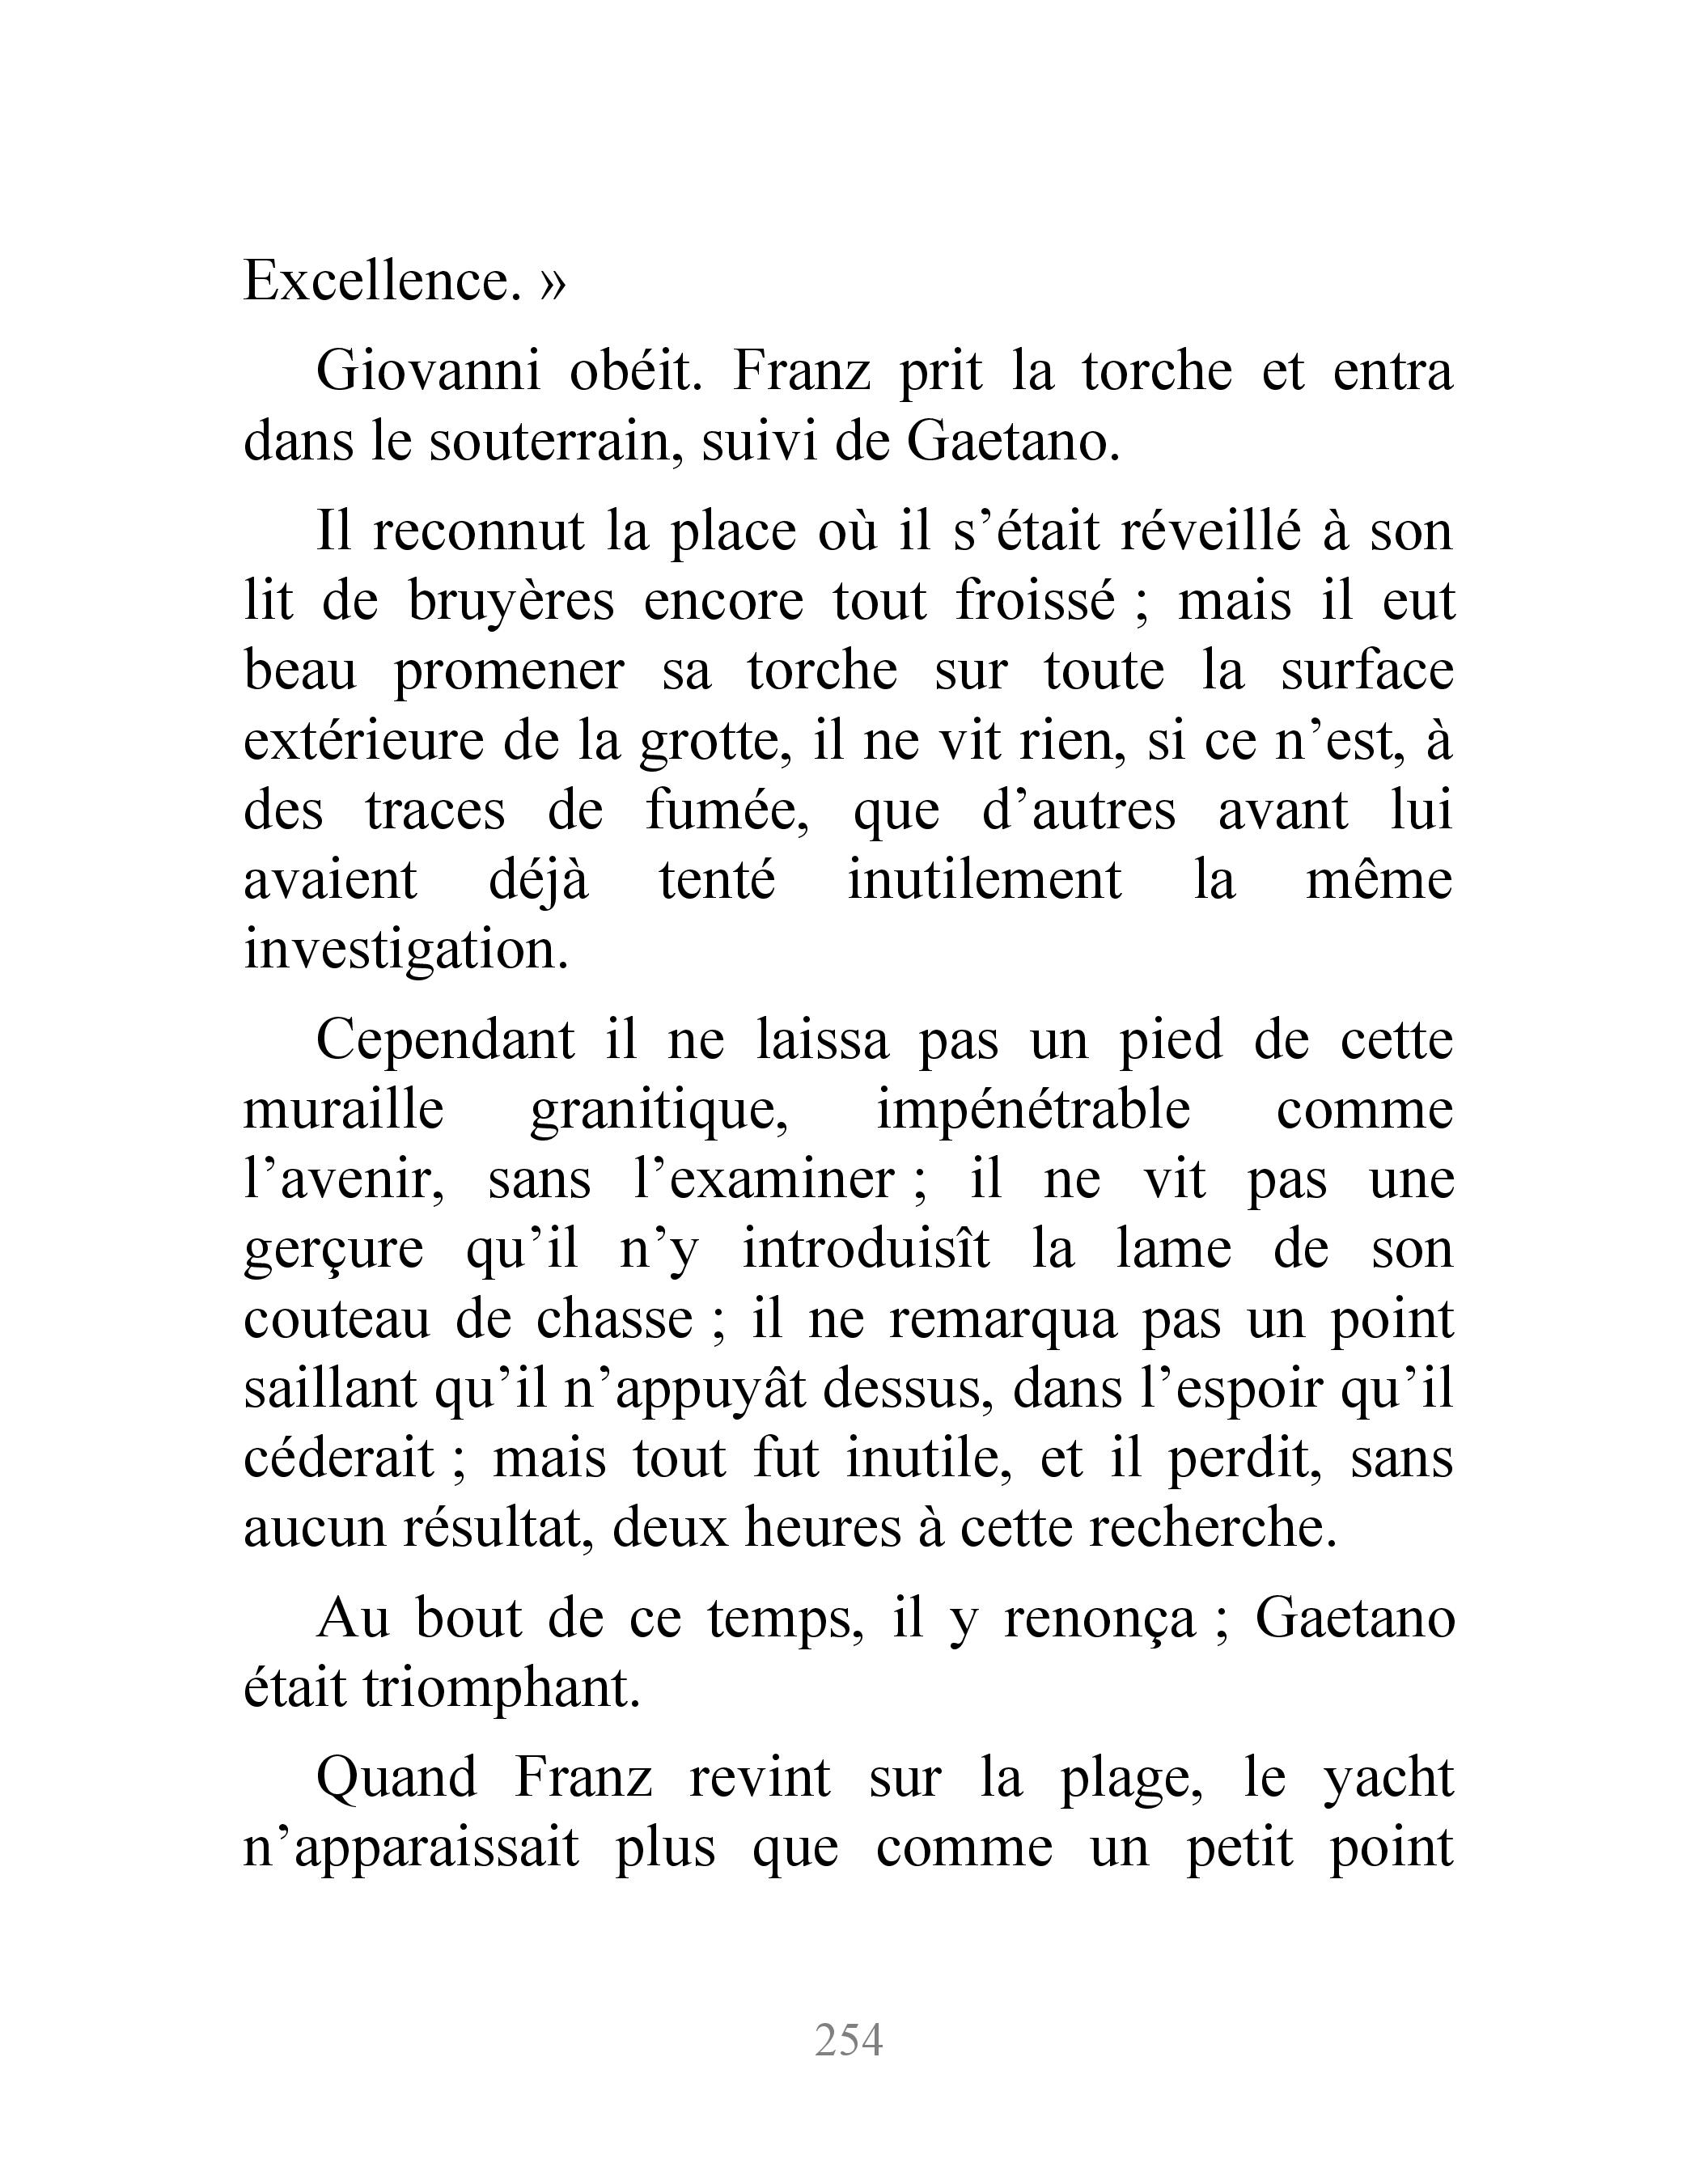 Excellence. »
Giovanni obéit. Franz prit la torche et entra
dans le souterrain, suivi de Gaetano.
Il reconnut la place où il s’était réveillé à son
lit de bruyères encore tout froissé ; mais il eut
beau promener sa torche sur toute la surface
extérieure de la grotte, il ne vit rien, si ce n’est, à
des traces de fumée, que d’autres avant lui
avaient déjà tenté inutilement la même
investigation.
Cependant il ne laissa pas un pied de cette
muraille granitique, impénétrable comme
l’avenir, sans l’examiner ; il ne vit pas une
gerçure qu’il n’y introduisît la lame de son
couteau de chasse ; il ne remarqua pas un point
saillant qu’il n’appuyât dessus, dans l’espoir qu’il
céderait ; mais tout fut inutile, et il perdit, sans
aucun résultat, deux heures à cette recherche.
Au bout de ce temps, il y renonça ; Gaetano
était triomphant.
Quand Franz revint sur la plage, le yacht
n’apparaissait plus que comme un petit point
254